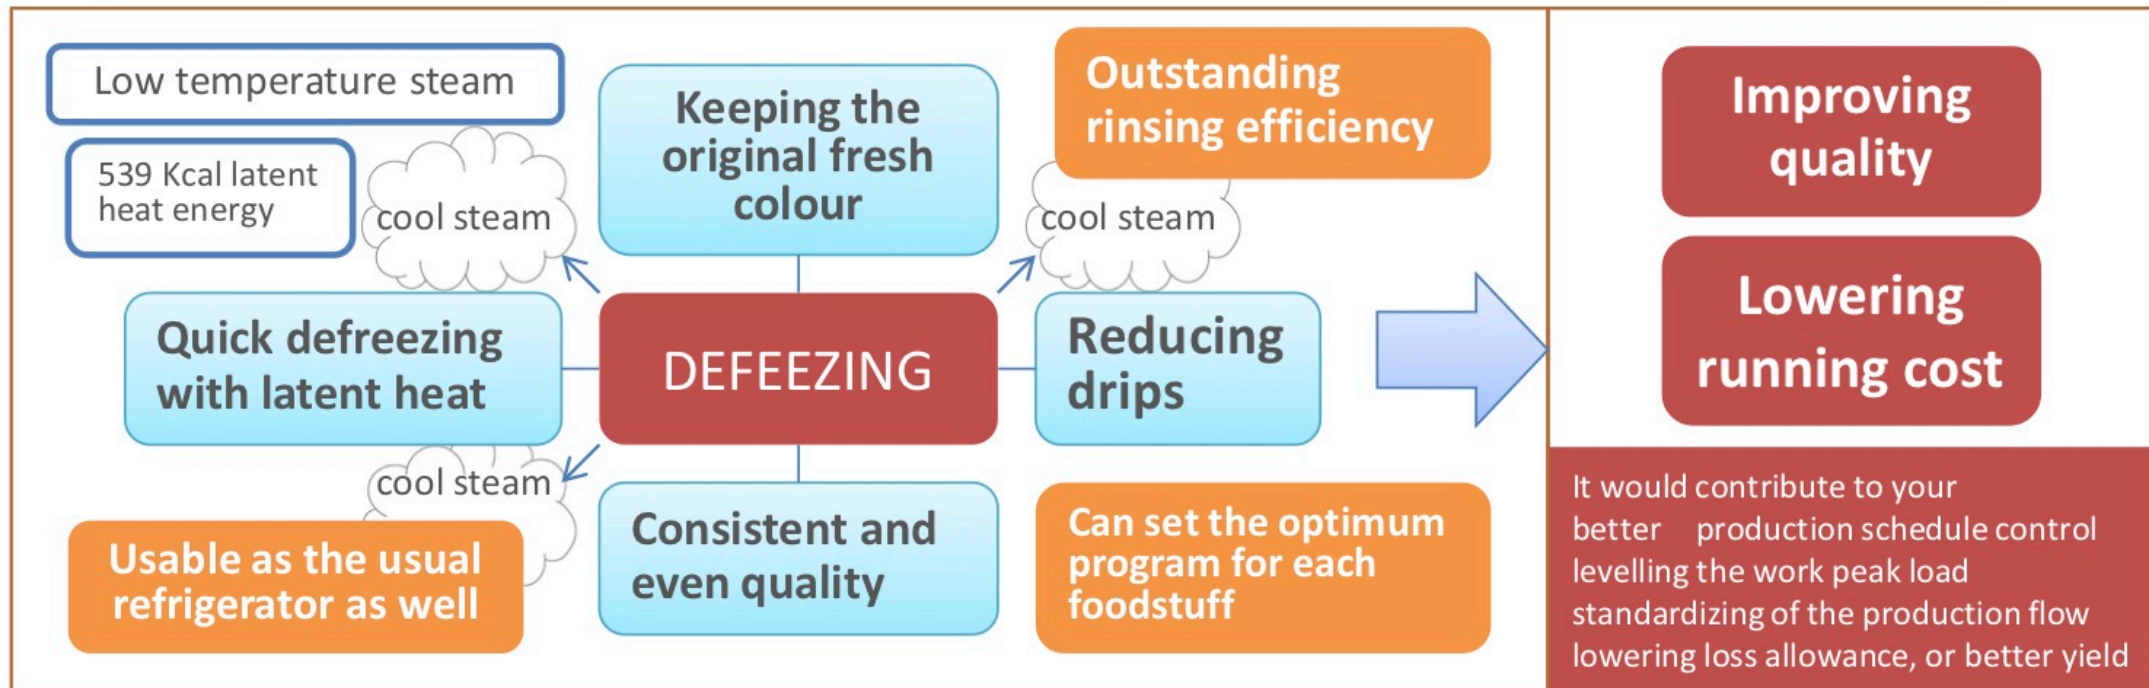 Low temperature steam
539 Kcal latent
heat energy
cool steam
Keeping the
original fresh
colour
Outstanding
rinsing efficiency
cool steam
Quick defreezing
with latent heat
DEFEEZING
Reducing
drips
cool steam
Usable as the usual
refrigerator as well
Consistent and
even quality
Can set the optimum
program for each
foodstuff
Improving
quality
Lowering
running cost
It would contribute to your
better production schedule control
levelling the work peak load
standardizing of the production flow
lowering loss allowance, or better yield